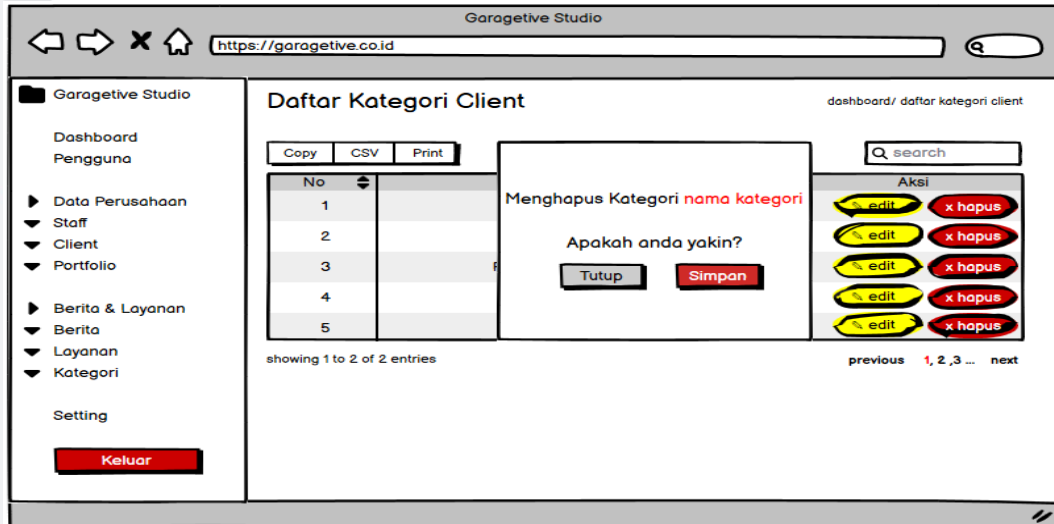 Garagetive Studio
https://garagetive.co.id
Garagetive Studio
Dashboard
Pengguna
Data Perusahaan
Staff
Client
Portfolio
Berita & Layanan
Berita
Layanan
Kategori
Setting
Keluar
Daftar Kategori Client
dashboard/ daftar kategori client
Copy CSV Print
search
No Aksi
1 edit x hapus
2 edit x hapus
3 edit x hapus
4 edit x hapus
5 edit x hapus
Menghapus Kategori nama kategori
Apakah anda yakin?
Tutup Simpan
showing 1 to 2 of 2 entries
previous 1, 2 ,3 ... next